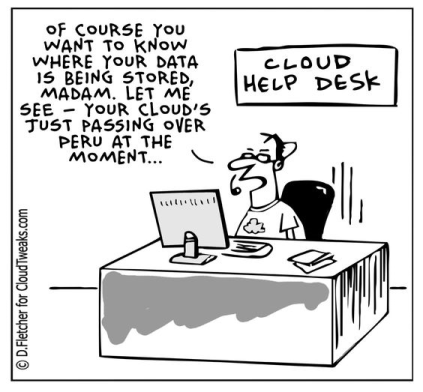 OF COURSE YOU
WANT TO KNOW
WHERE YOUR DATA
IS BEING STORED,
MADAM. LET ME
SEE – YOUR CLOUD'S
JUST PASSING OVER
PERU AT THE
MOMENT...
CLOUD
HELP DESK
© D.Fletcher for CloudTweaks.com